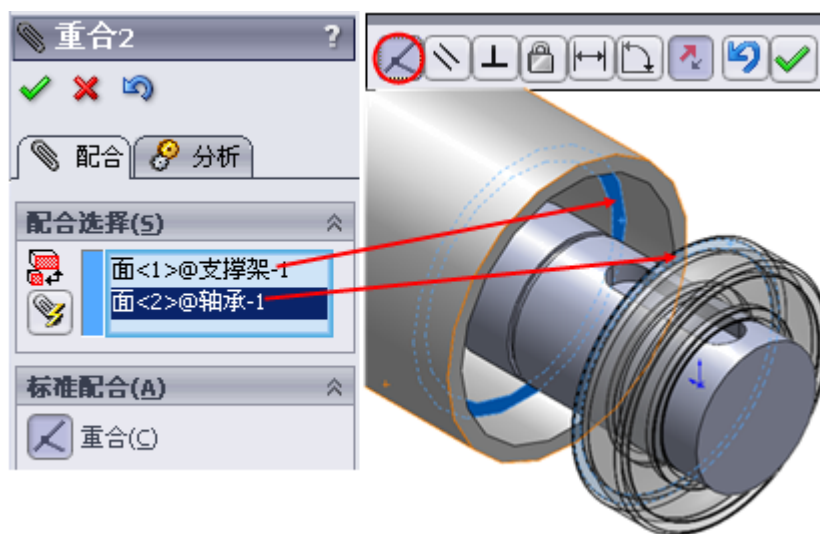 重合2 ?
配合 分析
配合选择(S)
面<1>@支撑架-1
面<2>@轴承-1
标准配合(A)
重合(C)